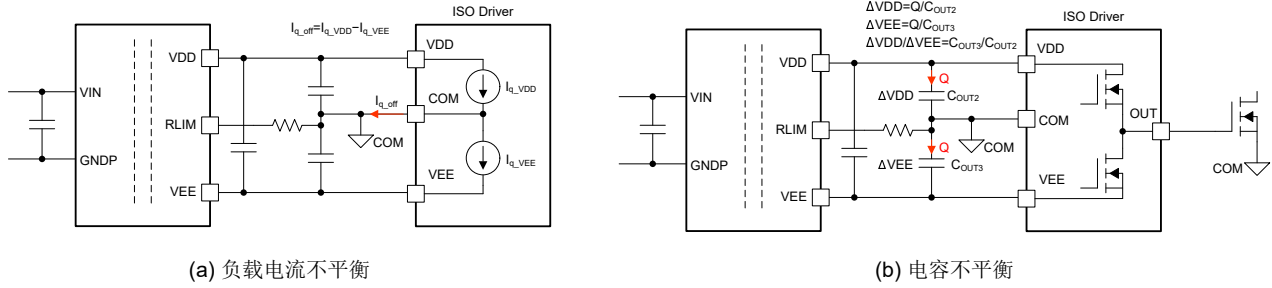 I_q_off=I_q_VDD−I_q_VEE
ISO Driver
VDD
VDD
VIN
I_q_VDD
I_q_off
COM
RLIM
COM
GNDP
I_q_VEE
VEE
VEE
(a) 负载电流不平衡
ΔVDD=Q/C_OUT2
ΔVEE=Q/C_OUT3
ΔVDD/ΔVEE=C_OUT3/C_OUT2
ISO Driver
VDD
VDD
Q
VIN
ΔVDD
C_OUT2
OUT
COM
RLIM
COM
Q
GNDP
ΔVEE
C_OUT3
COM
VEE
VEE
(b) 电容不平衡